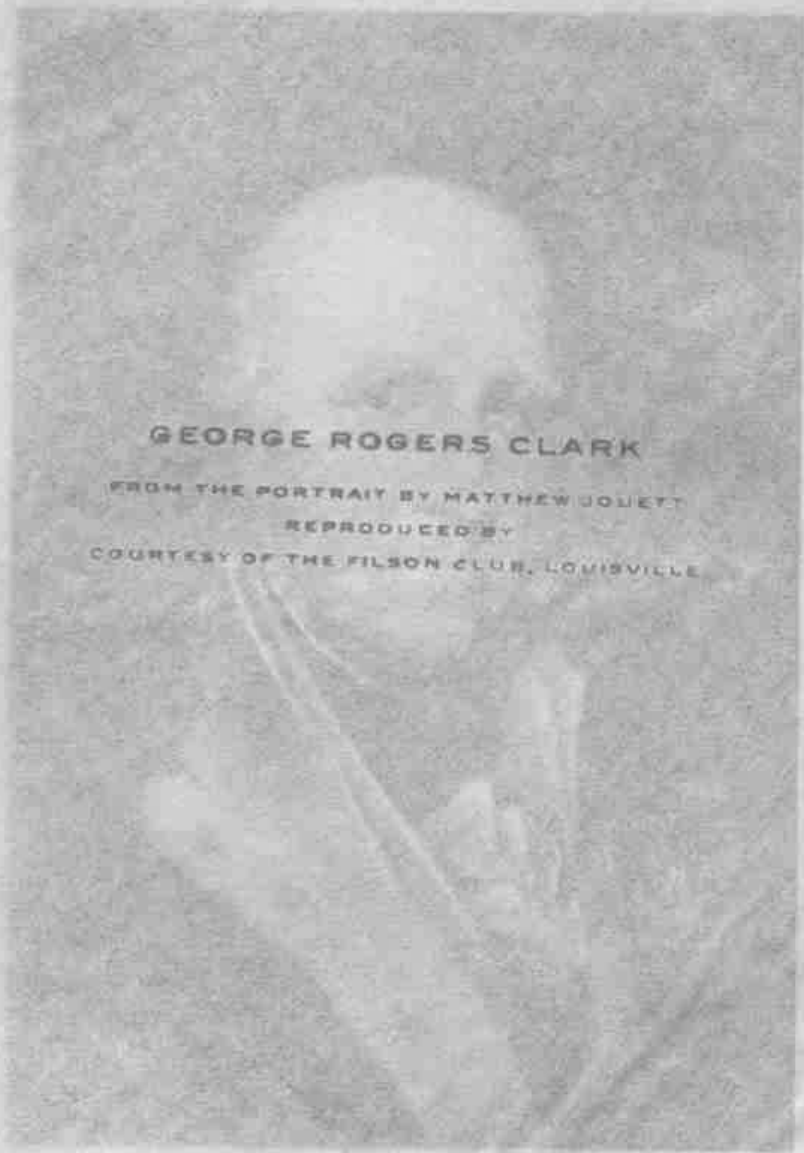 GEORGE ROGERS CLARK
FROM THE PORTRAIT BY MATTHEW JOUETT
REPRODUCED BY
COURTESY OF THE FILSON CLUB, LOUISVILLE